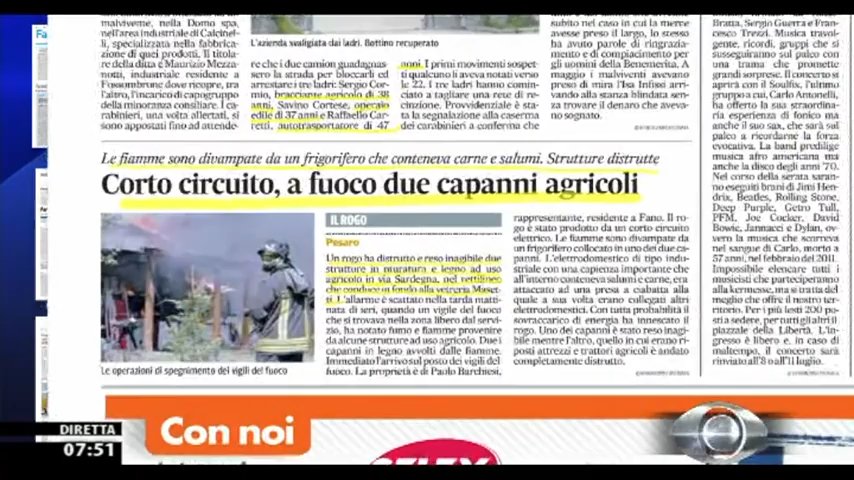 malvivente, nella Domo spa,
nell'area industriale di Calcinel-
li, specializzata nella fabbrica-
zione di quei prodotti. Il titola-
re della ditta e Maurizio Mezza-
notti, industriale residente a
Fossombrone dove ricopre, tra
l'altro, l'incarico di capogruppo
della minoranza consiliare. I ca-
rabinieri, una volta allertati, si
sono appostati fino ad attende-
L'azienda svaligiata dai ladri. Bottino recuperato
re che i due camion guadagnas-
sero la strada per bloccarli ed
arrestare i tre ladri: Sergio Cor-
mio, bracciante agricolo di 38
anni, Savino Cortese, operaio
edile di 37 anni e Raffaello Car-
retti, autotrasportatore di 47
anni. I primi movimenti sospet-
ti qualcuno li aveva notati verso
le 22. I tre ladri hanno comin-
ciato a tagliare una rete di re-
cinzione. Provvidenziale è stata
la segnalazione alla caserma
dei carabinieri a conferma che
subito nel caso in cui la merce
avesse preso il largo, lo stesso
ha avuto parole di ringrazia-
mento e di compiacimento per
gli uomini della Benemerita. A
maggio i malviventi avevano
preso di mira l'Isa Infissi arri-
vando alla stanza blindata sen-
za trovare il denaro che aveva-
no sognato.
Bratta, Sergio Guerra e Fran-
cesco Trezzi. Musica travol-
gente, ricordi, gruppi che si
susseguiranno sul palco con
una trama che promette
grandi sorprese. Il concerto si
aprirà con il Soulfix, l'ultimo
gruppo a cui, Carlo Antonelli,
ha offerto la sua straordina-
ria esperienza di fonico ma
anche il suo sax, che sarà sul
palco a ricordarne la forza
evocativa. La band predilige
musica afro americana ma
anche la disco degli anni '70.
Nel corso della serata saran-
no eseguiti brani di Jimi Hen-
drix, Beatles, Rolling Stone,
Deep Purple, Getro Tull,
PFM, Joe Cocker, David
Bowie, Jannacci e Dylan, ov-
vero la musica che scorreva
nel sangue di Carlo, morto a
57 anni, nel febbraio del 2011.
Impossibile elencare tutti i
musicisti che parteciperanno
alla kermesse, ma si tratta del
meglio che offre il nostro ter-
ritorio. Per i più lesti 200 po-
sti a sedere, per tutti gli altri il
piazzale della Libertà. L'in-
gresso è libero e, in caso di
maltempo, il concerto sarà
rinviato all'8 o all'11 luglio.
Le fiamme sono divampate da un frigorifero che conteneva carne e salumi. Strutture distrutte
Corto circuito, a fuoco due capanni agricoli
Le operazioni di spegnimento dei vigili del fuoco
IL ROGO
Pesaro
Un rogo ha distrutto e reso inagibile due
strutture in muratura e legno ad uso
agricolo in via Sardegna, nel rettilineo
che conduce in fondo alla vetreria Maset-
ti. L'allarme è scattato nella tarda matti-
nata di ieri, quando un vigile del fuoco
che si trovava nella zona libero dal servi-
zio, ha notato fumo e fiamme provenire
da alcune strutture ad uso agricolo. Due
i capanni in legno avvolti dalle fiamme.
Immediato l'arrivo sul posto dei vigili del
fuoco. La proprietà è di Paolo Barchiesi,
rappresentante, residente a Fano. Il ro-
go è stato prodotto da un corto circuito
elettrico. Le fiamme sono divampate da
un frigorifero collocato in uno dei due ca-
panni. L'elettrodomestico di tipo indu-
striale con una capienza importante che
all'interno conteneva salumi e carne, era
attaccato ad una presa a ciabatta alla
quale a sua volta erano collegati altri
elettrodomestici. Con tutta probabilità il
sovraccarico di energia ha innescato il
rogo. Uno dei capanni è stato reso inagi-
bile mentre l'altro, quello in cui erano ri-
posti attrezzi e trattori agricoli è andato
completamente distrutto.
DIRETTA
07:51
Con noi